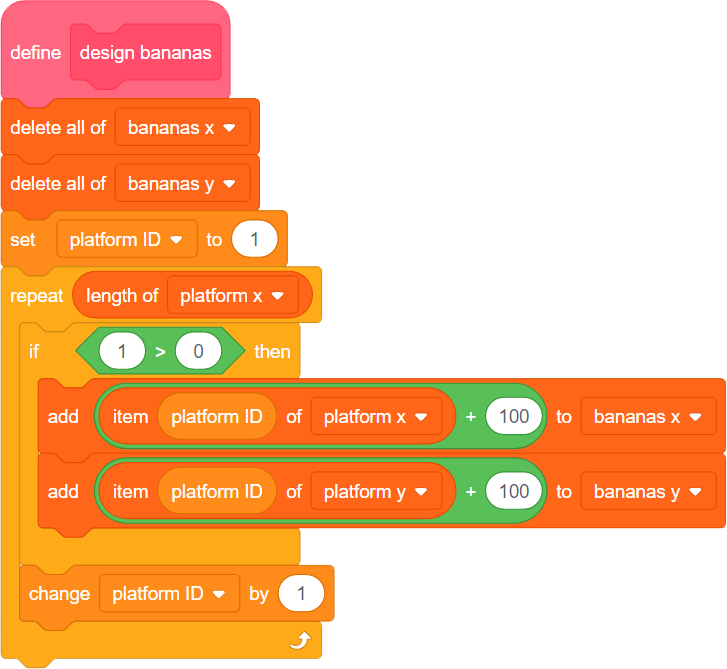 define design bananas
delete all of bananas x
delete all of bananas y
set platform ID to 1
repeat length of platform x
if 1 > 0 then
add item platform ID of platform x + 100 to bananas x
add item platform ID of platform y + 100 to bananas y
change platform ID by 1